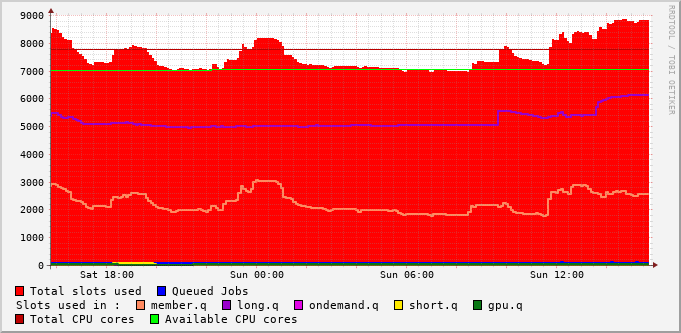 9000
8000
7000
6000
5000
4000
3000
2000
1000
0
Sat 18:00 Sun 00:00 Sun 06:00 Sun 12:00
RRDTOOL / TOBI OETIKER
Total slots used Queued Jobs
Slots used in : member.q long.q ondemand.q short.q gpu.q
Total CPU cores Available CPU cores